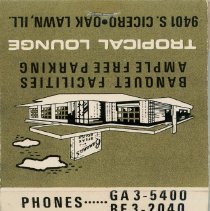 9401 S. CICERO•OAK LAWN, ILL.
TROPICAL LOUNGE
AMPLE FREE PARKING
BANQUET FACILITIES
PHONES...... GA 3-5400
BE 3-2040